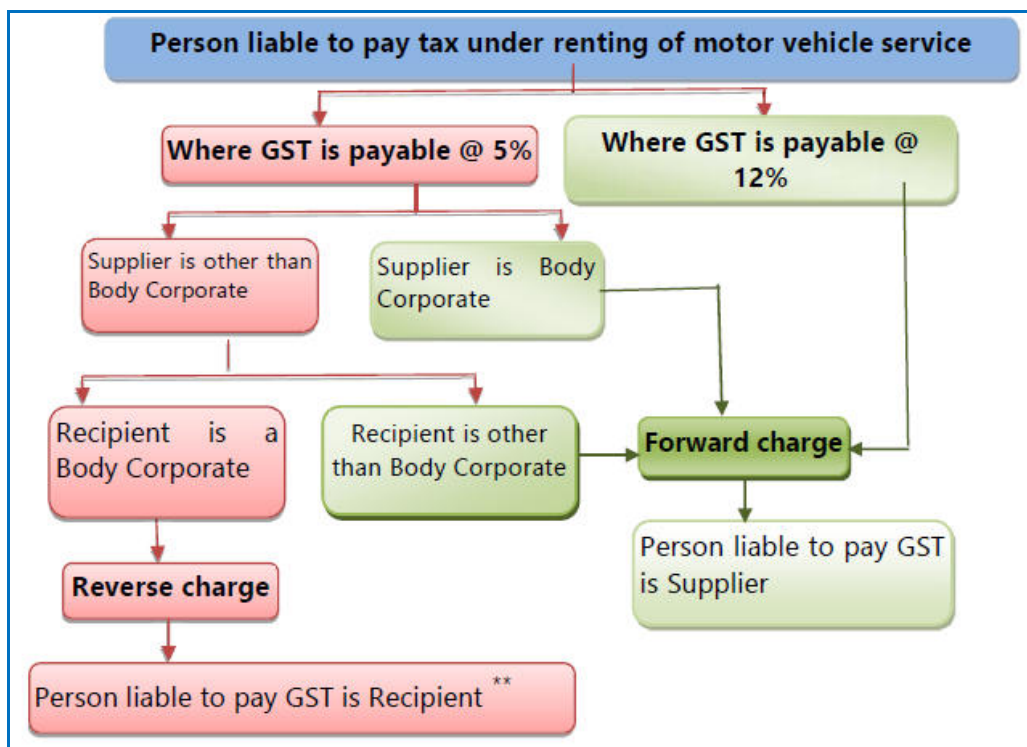 Person liable to pay tax under renting of motor vehicle service
Where GST is payable @ 5%
Where GST is payable @
12%
Supplier is other than
Body Corporate
Supplier is Body
Corporate
Recipient is a
Body Corporate
Recipient is other
than Body Corporate
Forward charge
Person liable to pay GST
is Supplier
Reverse charge
Person liable to pay GST is Recipient **